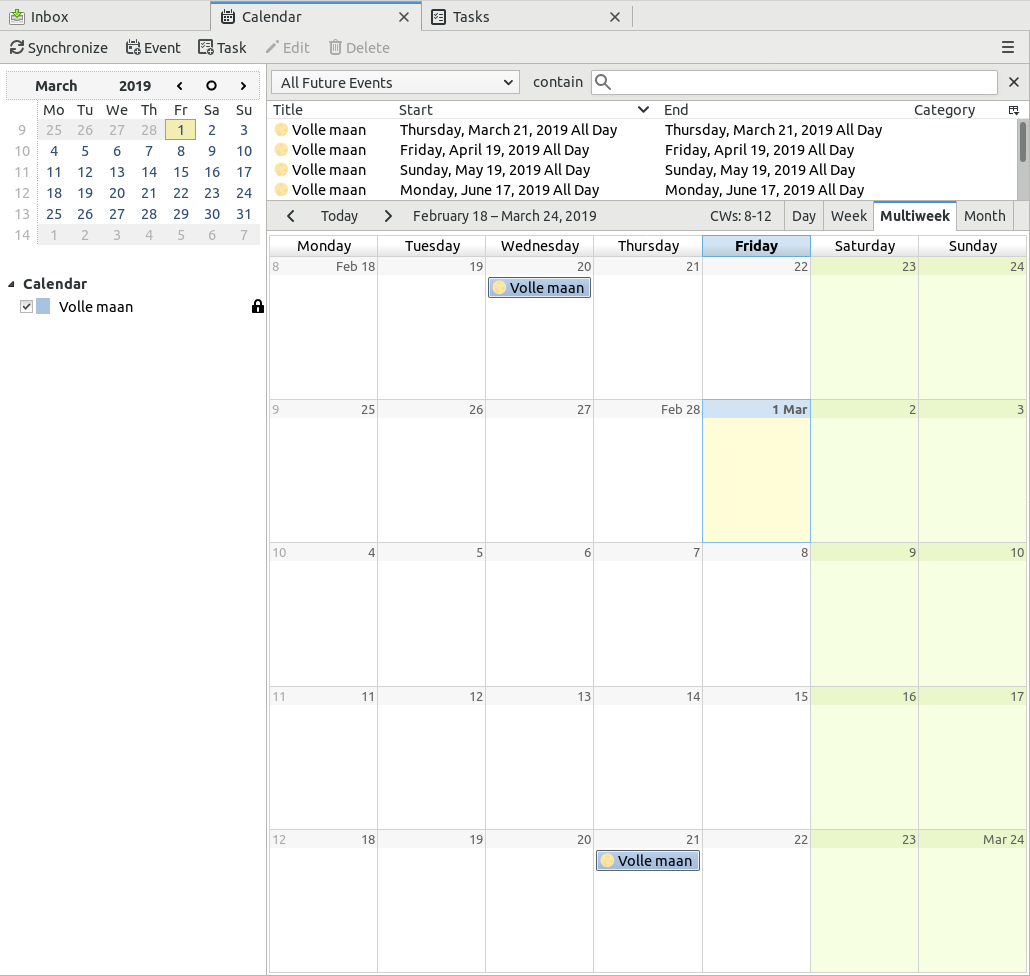 Inbox Calendar Tasks
Synchronize Event Task Edit Delete
March 2019
Mo Tu We Th Fr Sa Su
9 25 26 27 28 1 2 3
10 4 5 6 7 8 9 10
11 11 12 13 14 15 16 17
12 18 19 20 21 22 23 24
13 25 26 27 28 29 30 31
14 1 2 3 4 5 6 7
Calendar
Volle maan
All Future Events contain
Title Start End Category
Volle maan Thursday, March 21, 2019 All Day Thursday, March 21, 2019 All Day
Volle maan Friday, April 19, 2019 All Day Friday, April 19, 2019 All Day
Volle maan Sunday, May 19, 2019 All Day Sunday, May 19, 2019 All Day
Volle maan Monday, June 17, 2019 All Day Monday, June 17, 2019 All Day
Today February 18 – March 24, 2019 CWs: 8-12 Day Week Multiweek Month
Monday Tuesday Wednesday Thursday Friday Saturday Sunday
8 Feb 18 19 20 21 22 23 24
Volle maan
9 25 26 27 Feb 28 1 Mar 2 3
10 4 5 6 7 8 9 10
11 11 12 13 14 15 16 17
12 18 19 20 21 22 23 Mar 24
Volle maan